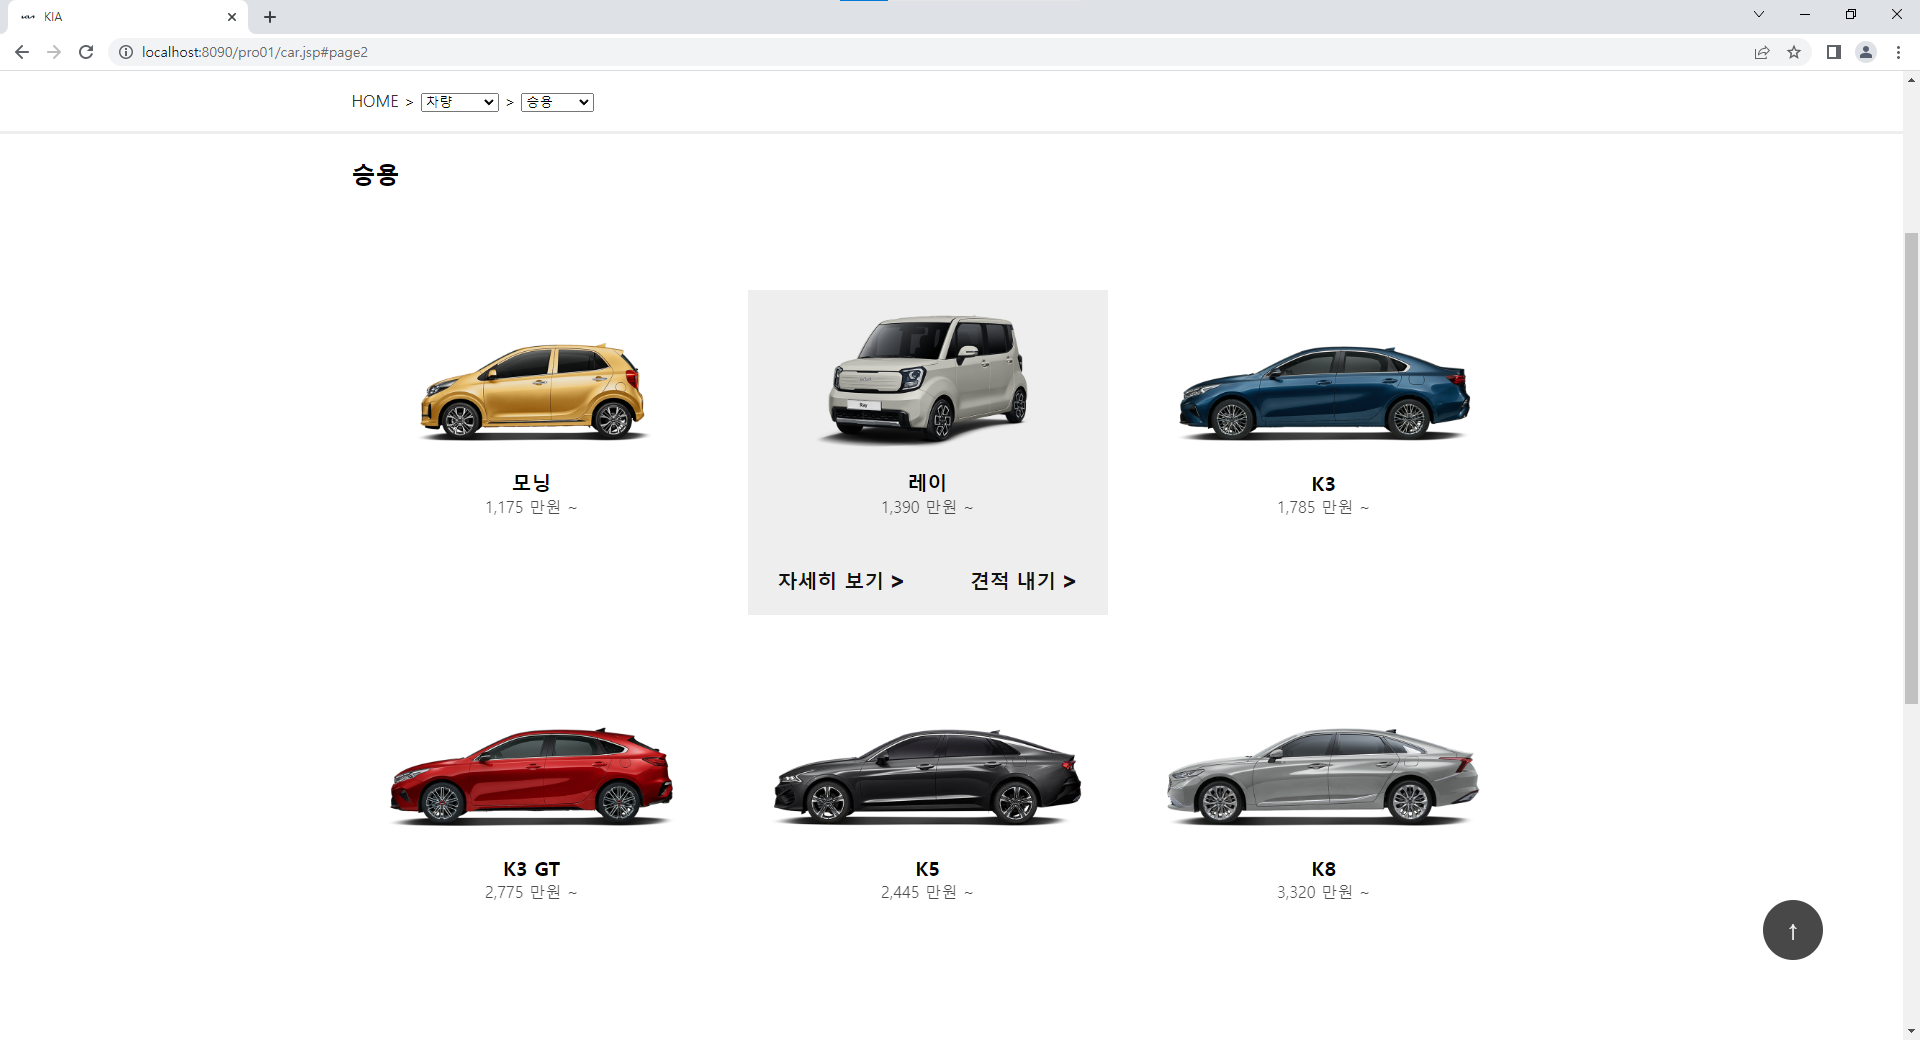 KIA
localhost:8090/pro01/car.jsp#page2
HOME > 차량 > 승용
승용
모닝
1,175 만원 ~
레이
1,390 만원 ~
자세히 보기 > 견적 내기 >
K3
1,785 만원 ~
K3 GT
2,775 만원 ~
K5
2,445 만원 ~
K8
3,320 만원 ~
↑